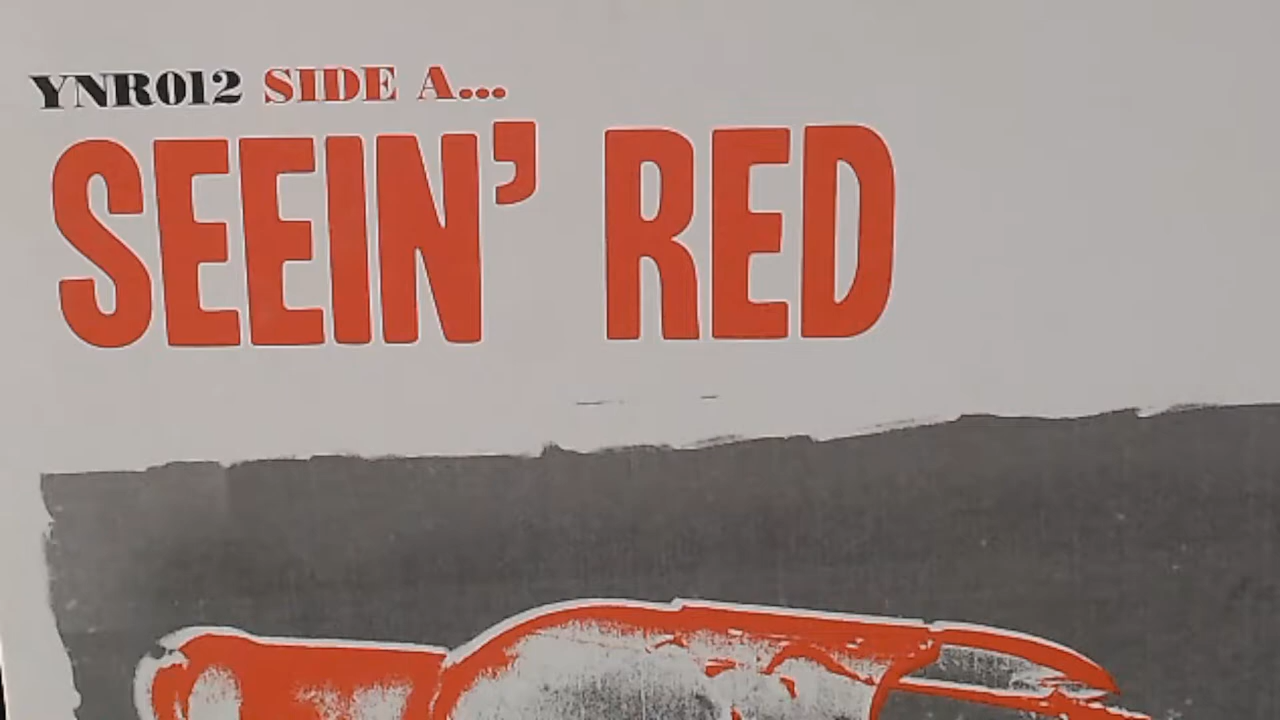 YNR012 SIDE A...
SEEIN’ RED